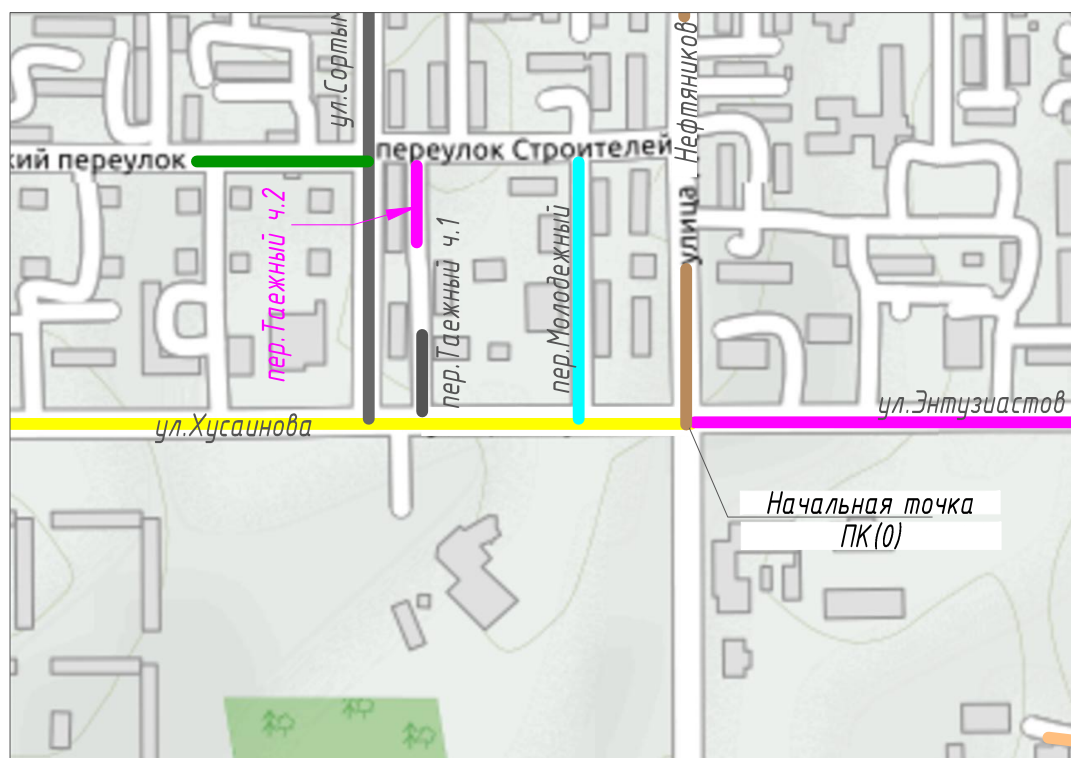 ул.Сортым
Нефтяников
кий переулок
переулок Строителей
улица
пер.Таежный ч.2
пер.Таежный ч.1
пер.Молодежный
ул.Хусаинова
ул.Энтузиастов
Начальная точка
ПК(0)